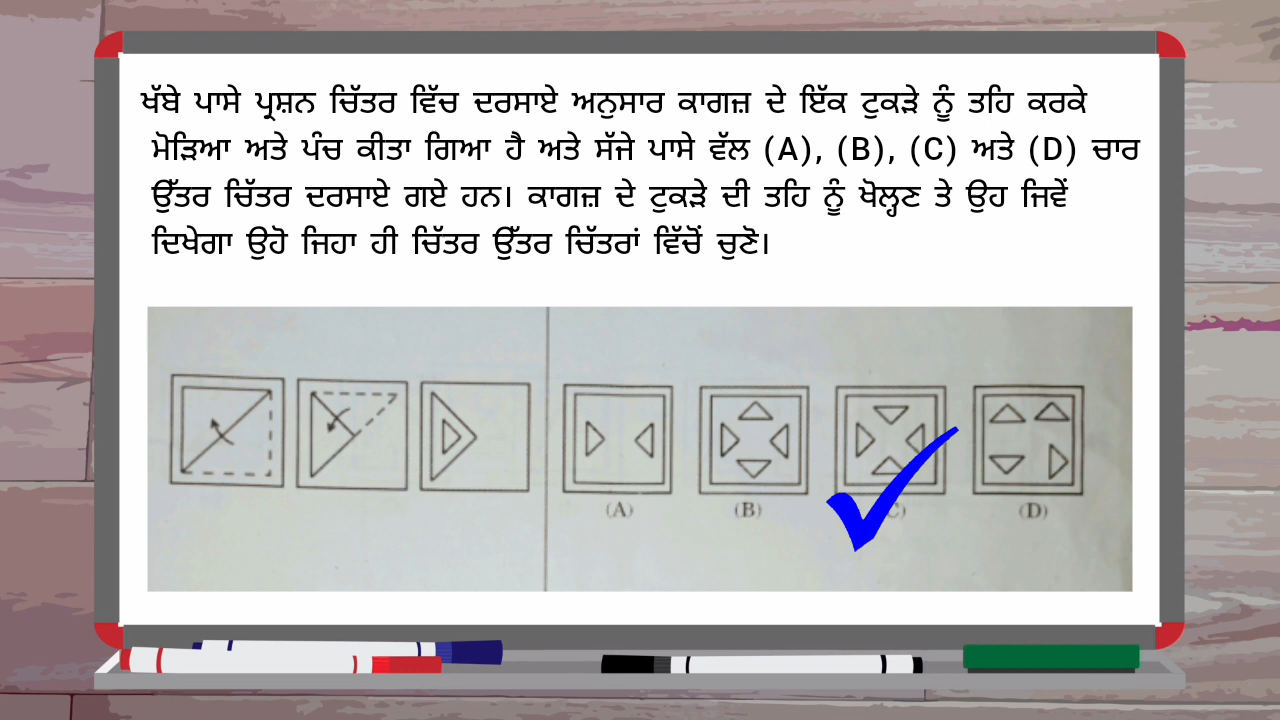 ਖੱਬੇ ਪਾਸੇ ਪ੍ਰਸ਼ਨ ਚਿੱਤਰ ਵਿੱਚ ਦਰਸਾਏ ਅਨੁਸਾਰ ਕਾਗਜ਼ ਦੇ ਇੱਕ ਟੁਕੜੇ ਨੂੰ ਤਹਿ ਕਰਕੇ
ਮੋੜਿਆ ਅਤੇ ਪੰਚ ਕੀਤਾ ਗਿਆ ਹੈ ਅਤੇ ਸੱਜੇ ਪਾਸੇ ਵੱਲ (A), (B), (C) ਅਤੇ (D) ਚਾਰ
ਉੱਤਰ ਚਿੱਤਰ ਦਰਸਾਏ ਗਏ ਹਨ। ਕਾਗਜ਼ ਦੇ ਟੁਕੜੇ ਦੀ ਤਹਿ ਨੂੰ ਖੋਲ੍ਹਣ ਤੇ ਉਹ ਜਿਵੇਂ
ਦਿਖੇਗਾ ਉਹੋ ਜਿਹਾ ਹੀ ਚਿੱਤਰ ਉੱਤਰ ਚਿੱਤਰਾਂ ਵਿੱਚੋਂ ਚੁਣੋ।
(A) (B) (C) (D)